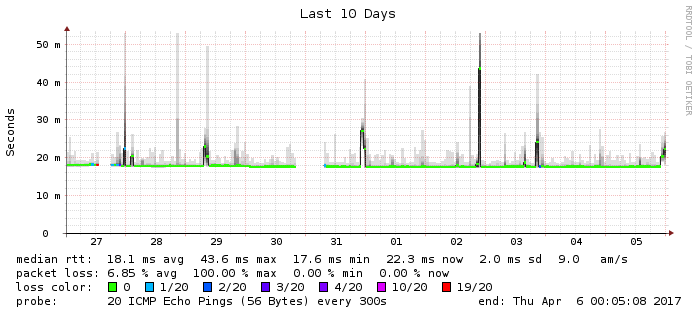 Last 10 Days
RRDTOOL / TOBI OETIKER
Seconds
50 m
40 m
30 m
20 m
10 m
0
27 28 29 30 31 01 02 03 04 05
median rtt: 18.1 ms avg 43.6 ms max 17.6 ms min 22.3 ms now 2.0 ms sd 9.0 am/s
packet loss: 6.85 % avg 100.00 % max 0.00 % min 0.00 % now
loss color: 0 1/20 2/20 3/20 4/20 10/20 19/20
probe: 20 ICMP Echo Pings (56 Bytes) every 300s end: Thu Apr 6 00:05:08 2017